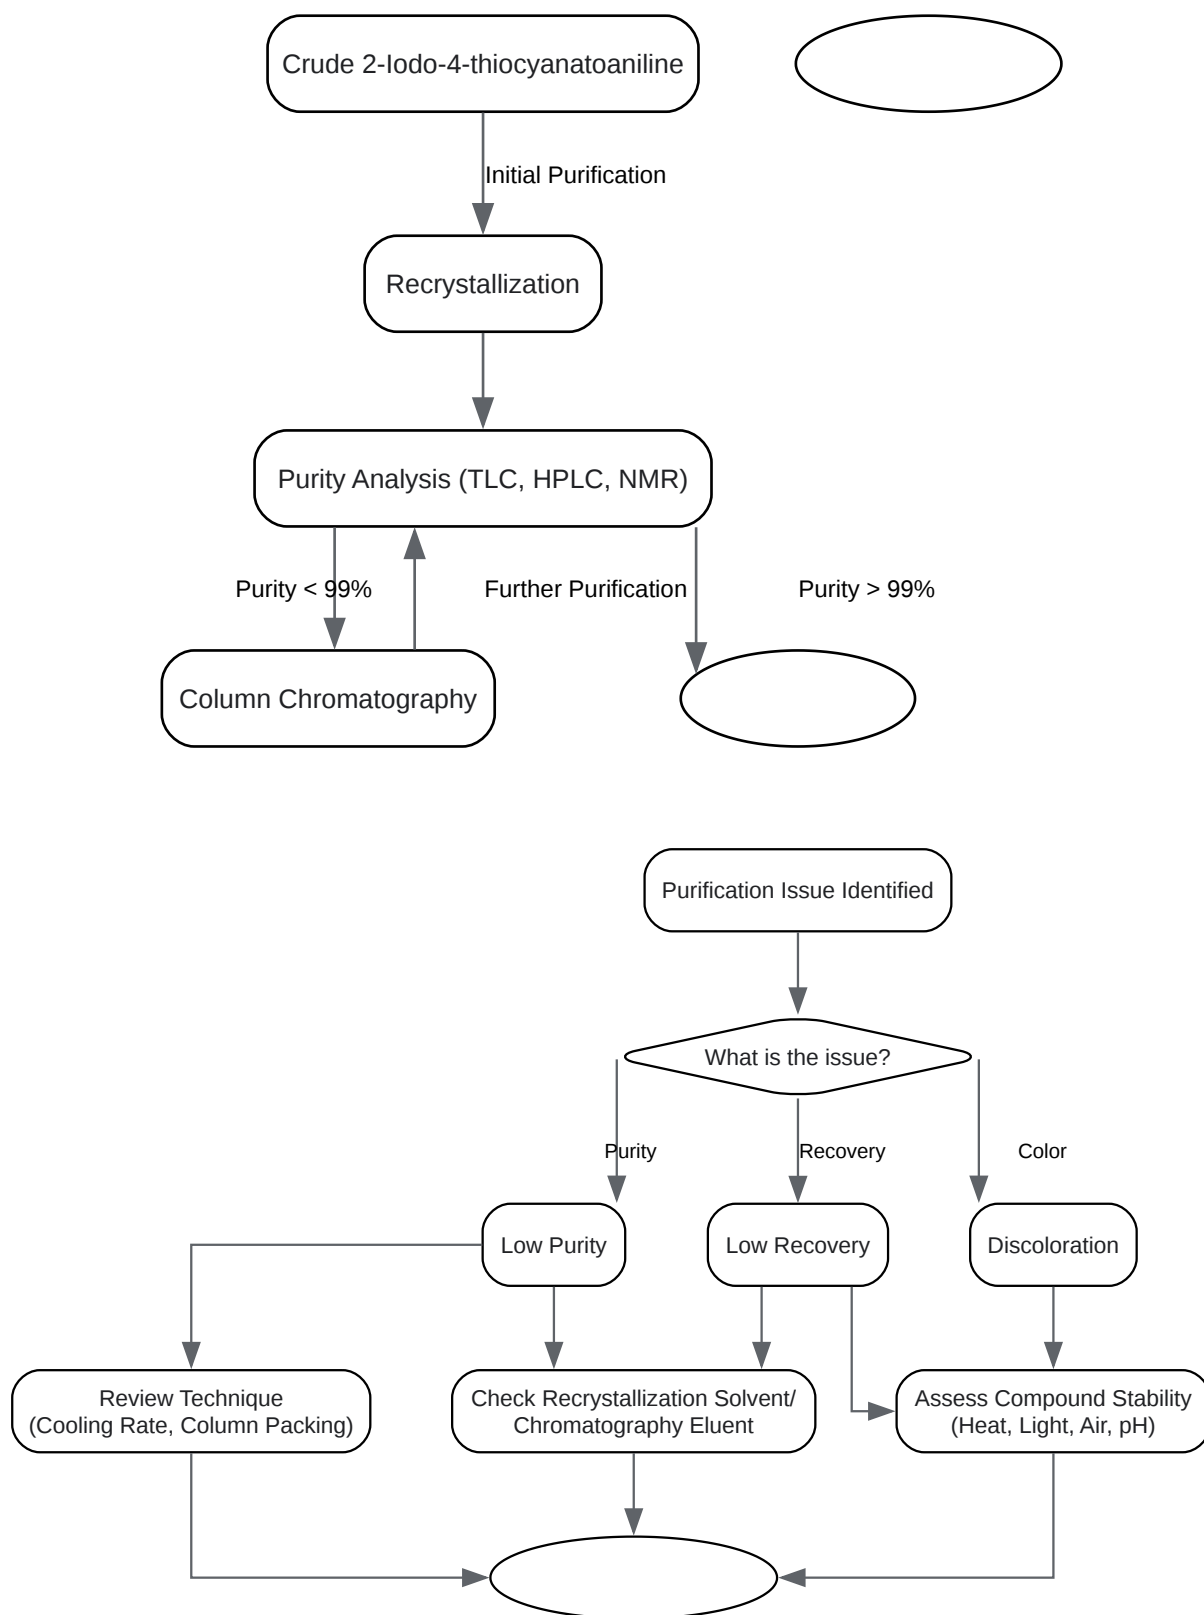 Crude 2-Iodo-4-thiocyanatoaniline
Initial Purification
Recrystallization
Purity Analysis (TLC, HPLC, NMR)
Purity < 99%
Further Purification
Purity > 99%
Column Chromatography
Purification Issue Identified
What is the issue?
Purity
Recovery
Color
Low Purity
Low Recovery
Discoloration
Review Technique
(Cooling Rate, Column Packing)
Check Recrystallization Solvent/
Chromatography Eluent
Assess Compound Stability
(Heat, Light, Air, pH)